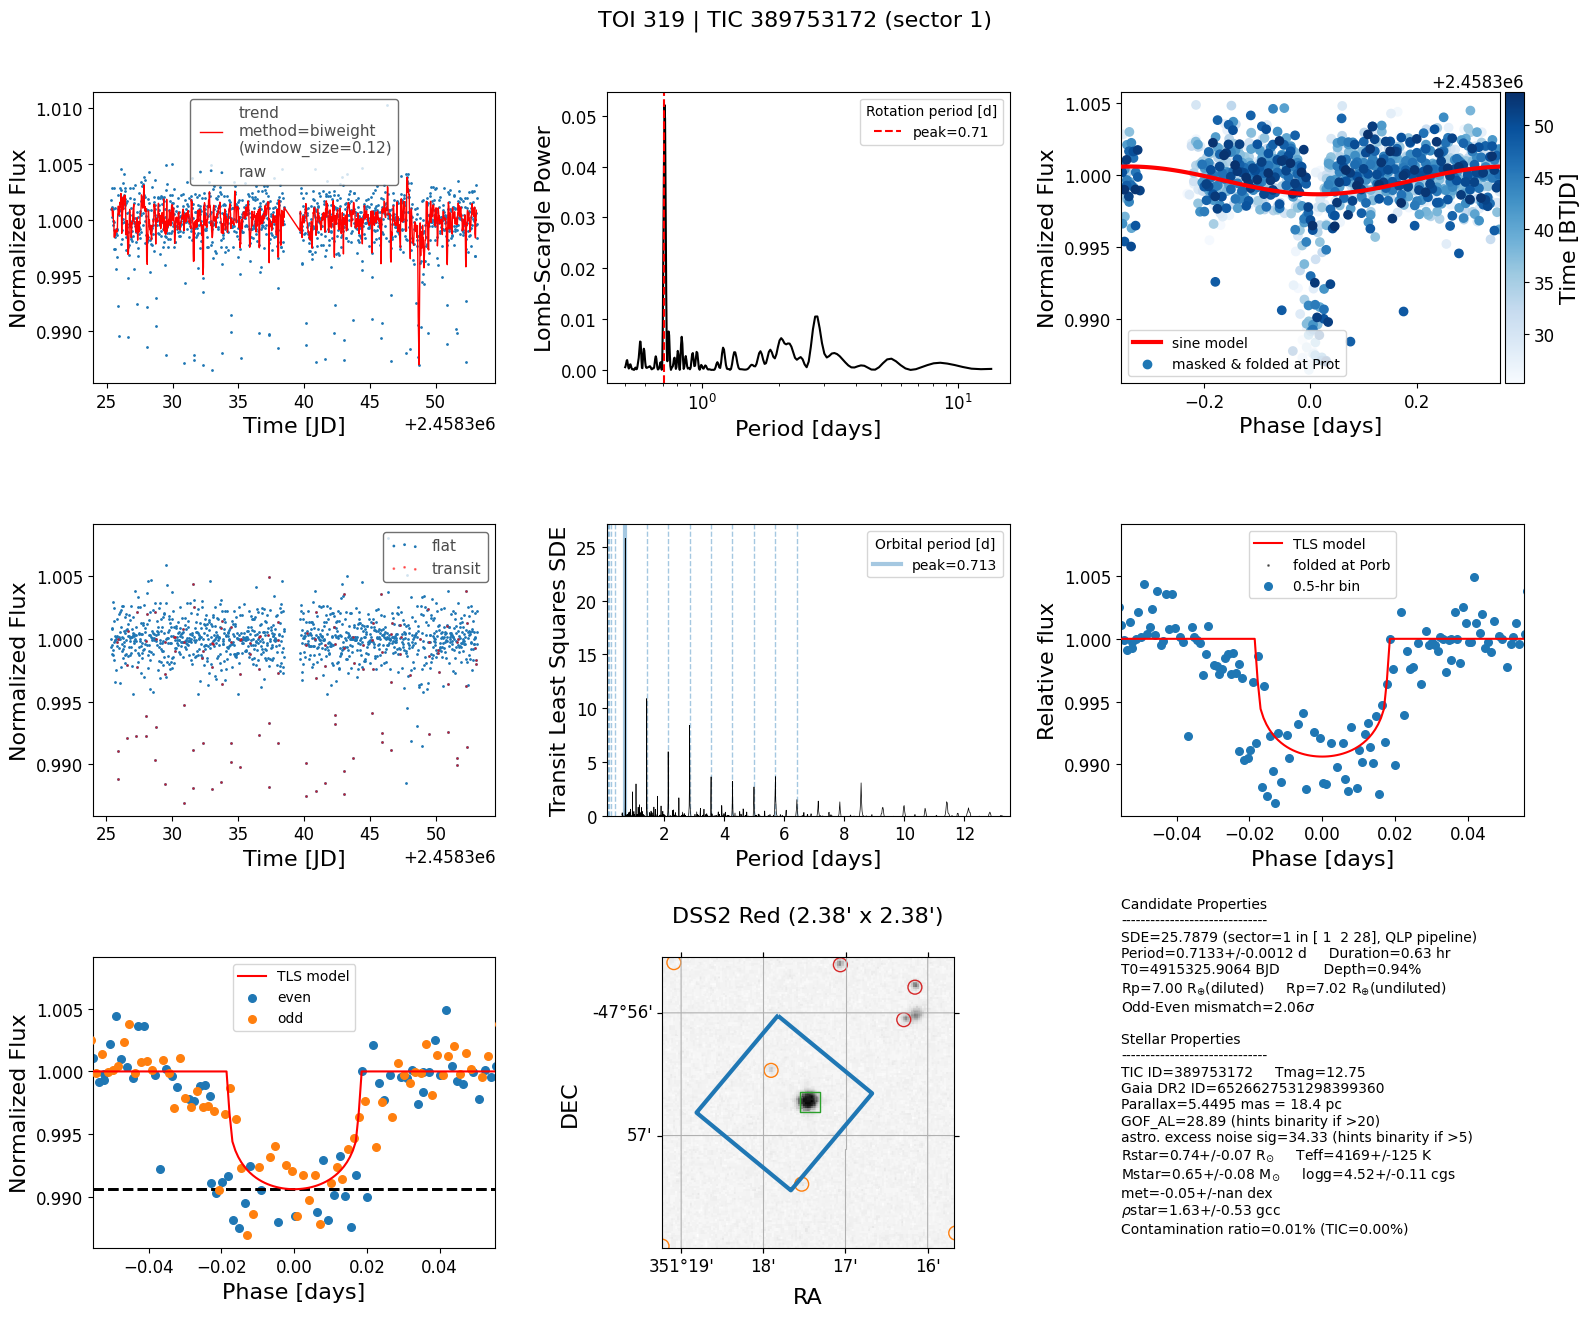 TOI 319 | TIC 389753172 (sector 1)
Normalized Flux
1.010
1.005
1.000
0.995
0.990
trend
method=biweight
(window_size=0.12)
raw
25 30 35 40 45 50
Time [JD]
+2.4583e6
Lomb-Scargle Power
0.05
0.04
0.03
0.02
0.01
0.00
Rotation period [d]
peak=0.71
10⁰ 10¹
Period [days]
+2.4583e6
Normalized Flux
1.005
1.000
0.995
0.990
sine model
masked & folded at Prot
−0.2 0.0 0.2
Phase [days]
50
45
40
35
30
Time [BTJD]
Normalized Flux
1.005
1.000
0.995
0.990
flat
transit
25 30 35 40 45 50
Time [JD]
+2.4583e6
Transit Least Squares SDE
25
20
15
10
5
0
Orbital period [d]
peak=0.713
2 4 6 8 10 12
Period [days]
Relative flux
1.005
1.000
0.995
0.990
TLS model
folded at Porb
0.5-hr bin
−0.04 −0.02 0.00 0.02 0.04
Phase [days]
Normalized Flux
1.005
1.000
0.995
0.990
TLS model
even
odd
−0.04 −0.02 0.00 0.02 0.04
Phase [days]
DSS2 Red (2.38' x 2.38')
DEC
-47°56'
57'
351°19' 18' 17' 16'
RA
Candidate Properties
------------------------------
SDE=25.7879 (sector=1 in [ 1 2 28], QLP pipeline)
Period=0.7133+/-0.0012 d Duration=0.63 hr
T0=4915325.9064 BJD Depth=0.94%
Rp=7.00 R⊕(diluted) Rp=7.02 R⊕(undiluted)
Odd-Even mismatch=2.06σ
Stellar Properties
------------------------------
TIC ID=389753172 Tmag=12.75
Gaia DR2 ID=6526627531298399360
Parallax=5.4495 mas = 18.4 pc
GOF_AL=28.89 (hints binarity if >20)
astro. excess noise sig=34.33 (hints binarity if >5)
Rstar=0.74+/-0.07 R⊙ Teff=4169+/-125 K
Mstar=0.65+/-0.08 M⊙ logg=4.52+/-0.11 cgs
met=-0.05+/-nan dex
ρstar=1.63+/-0.53 gcc
Contamination ratio=0.01% (TIC=0.00%)